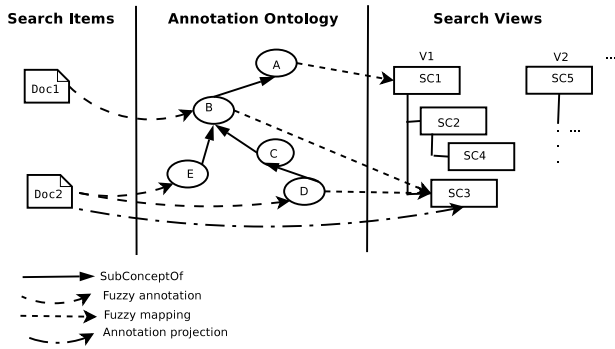 Search Items
Annotation Ontology
Search Views
V1
V2
...
A
Doc1
SC1
SC5
B
SC2
...
C
SC4
E
D
Doc2
SC3
SubConceptOf
Fuzzy annotation
Fuzzy mapping
Annotation projection